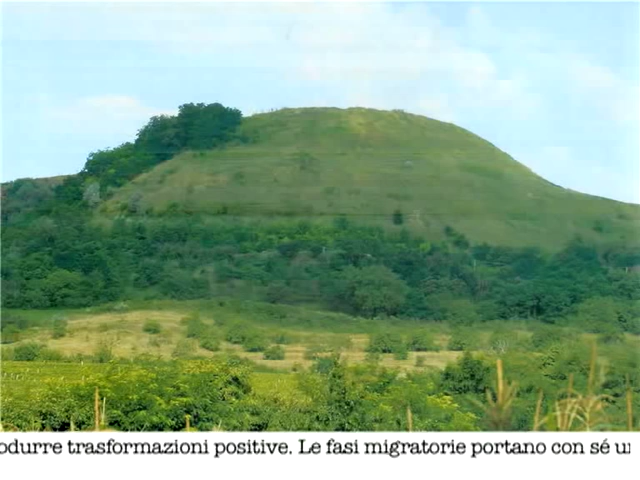 odurre trasformazioni positive. Le fasi migratorie portano con sé u